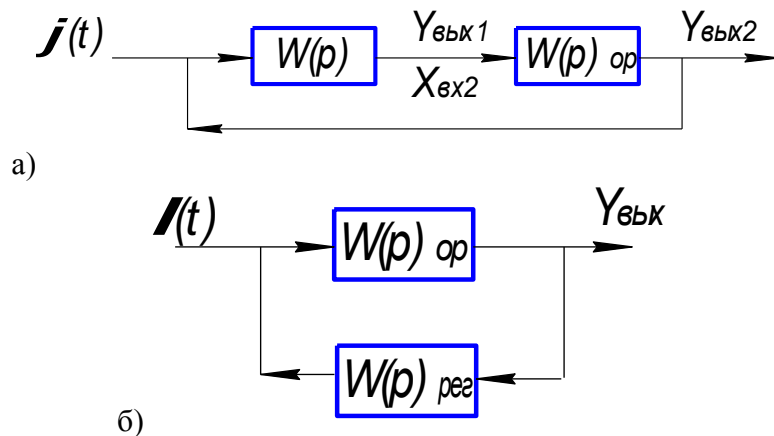 j(t)
W(p)
Yвых1
Xвх2
W(p) ор
Yвых2
а)
l(t)
W(p) ор
Yвых
W(p) рег
б)